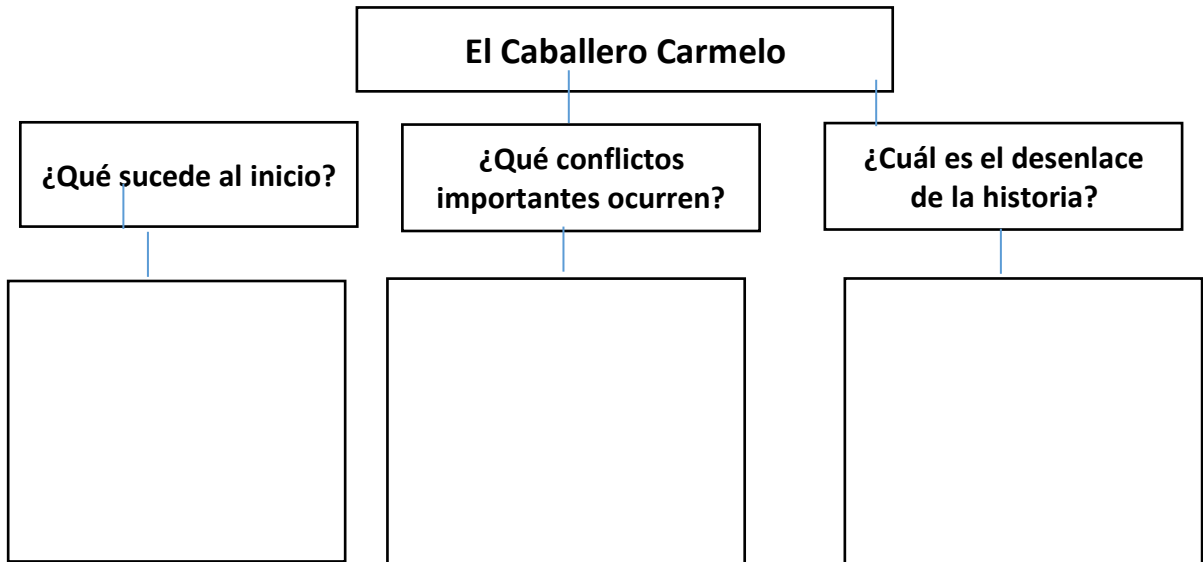 El Caballero Carmelo
¿Qué sucede al inicio?
¿Qué conflictos
importantes ocurren?
¿Cuál es el desenlace
de la historia?